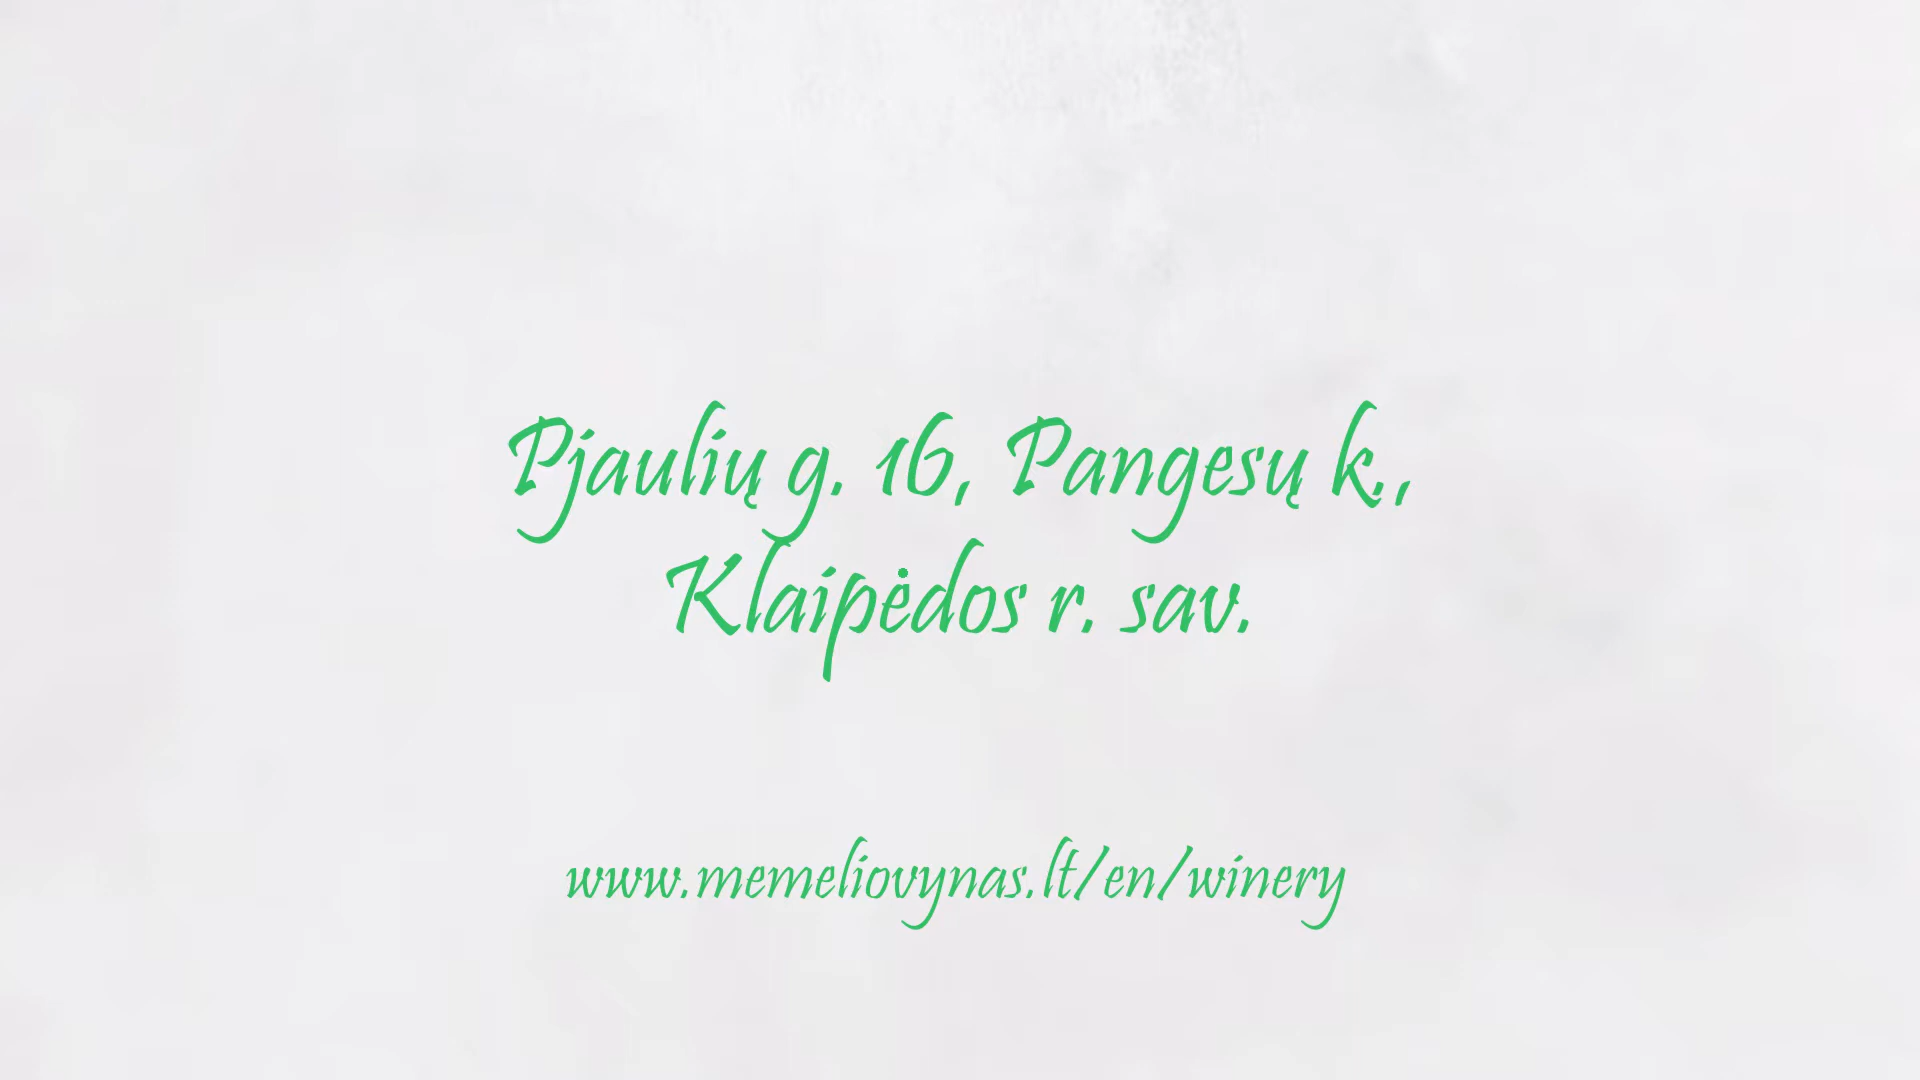 Pjaulių g. 16, Pangesų k.,
Klaipėdos r. sav.
www.memeliovynas.lt/en/winery